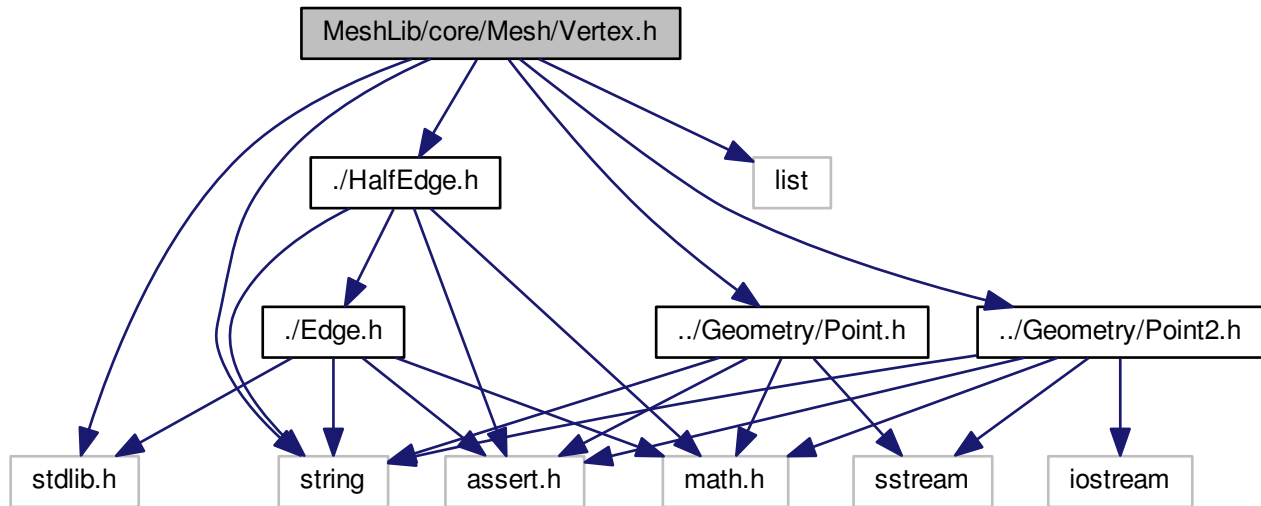 MeshLib/core/Mesh/Vertex.h
./HalfEdge.h
list
./Edge.h
../Geometry/Point.h
../Geometry/Point2.h
stdlib.h
string
assert.h
math.h
sstream
iostream